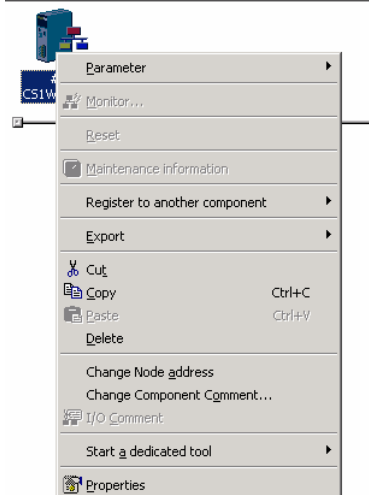 #
CS1W
Parameter
Monitor...
Reset
Maintenance information
Register to another component
Export
Cut
Copy Ctrl+C
Paste Ctrl+V
Delete
Change Node address
Change Component Comment...
I/O Comment
Start a dedicated tool
Properties